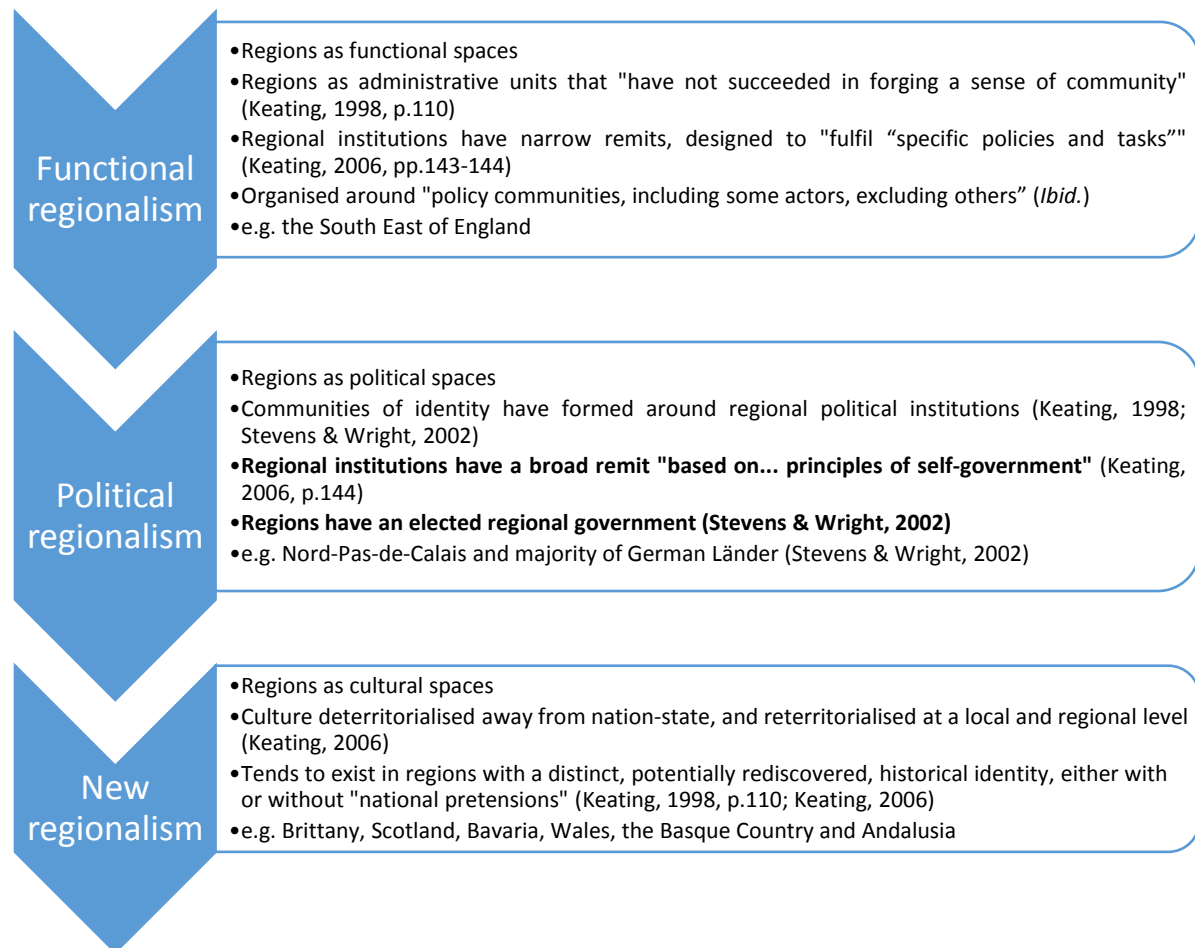 Functional
regionalism
•Regions as functional spaces
•Regions as administrative units that "have not succeeded in forging a sense of community"
(Keating, 1998, p.110)
•Regional institutions have narrow remits, designed to "fulfil “specific policies and tasks”"
(Keating, 2006, pp.143-144)
•Organised around "policy communities, including some actors, excluding others” (Ibid.)
•e.g. the South East of England
Political
regionalism
•Regions as political spaces
•Communities of identity have formed around regional political institutions (Keating, 1998;
Stevens & Wright, 2002)
•Regional institutions have a broad remit "based on... principles of self-government" (Keating,
2006, p.144)
•Regions have an elected regional government (Stevens & Wright, 2002)
•e.g. Nord-Pas-de-Calais and majority of German Länder (Stevens & Wright, 2002)
New
regionalism
•Regions as cultural spaces
•Culture deterritorialised away from nation-state, and reterritorialised at a local and regional level
(Keating, 2006)
•Tends to exist in regions with a distinct, potentially rediscovered, historical identity, either with
or without "national pretensions" (Keating, 1998, p.110; Keating, 2006)
•e.g. Brittany, Scotland, Bavaria, Wales, the Basque Country and Andalusia